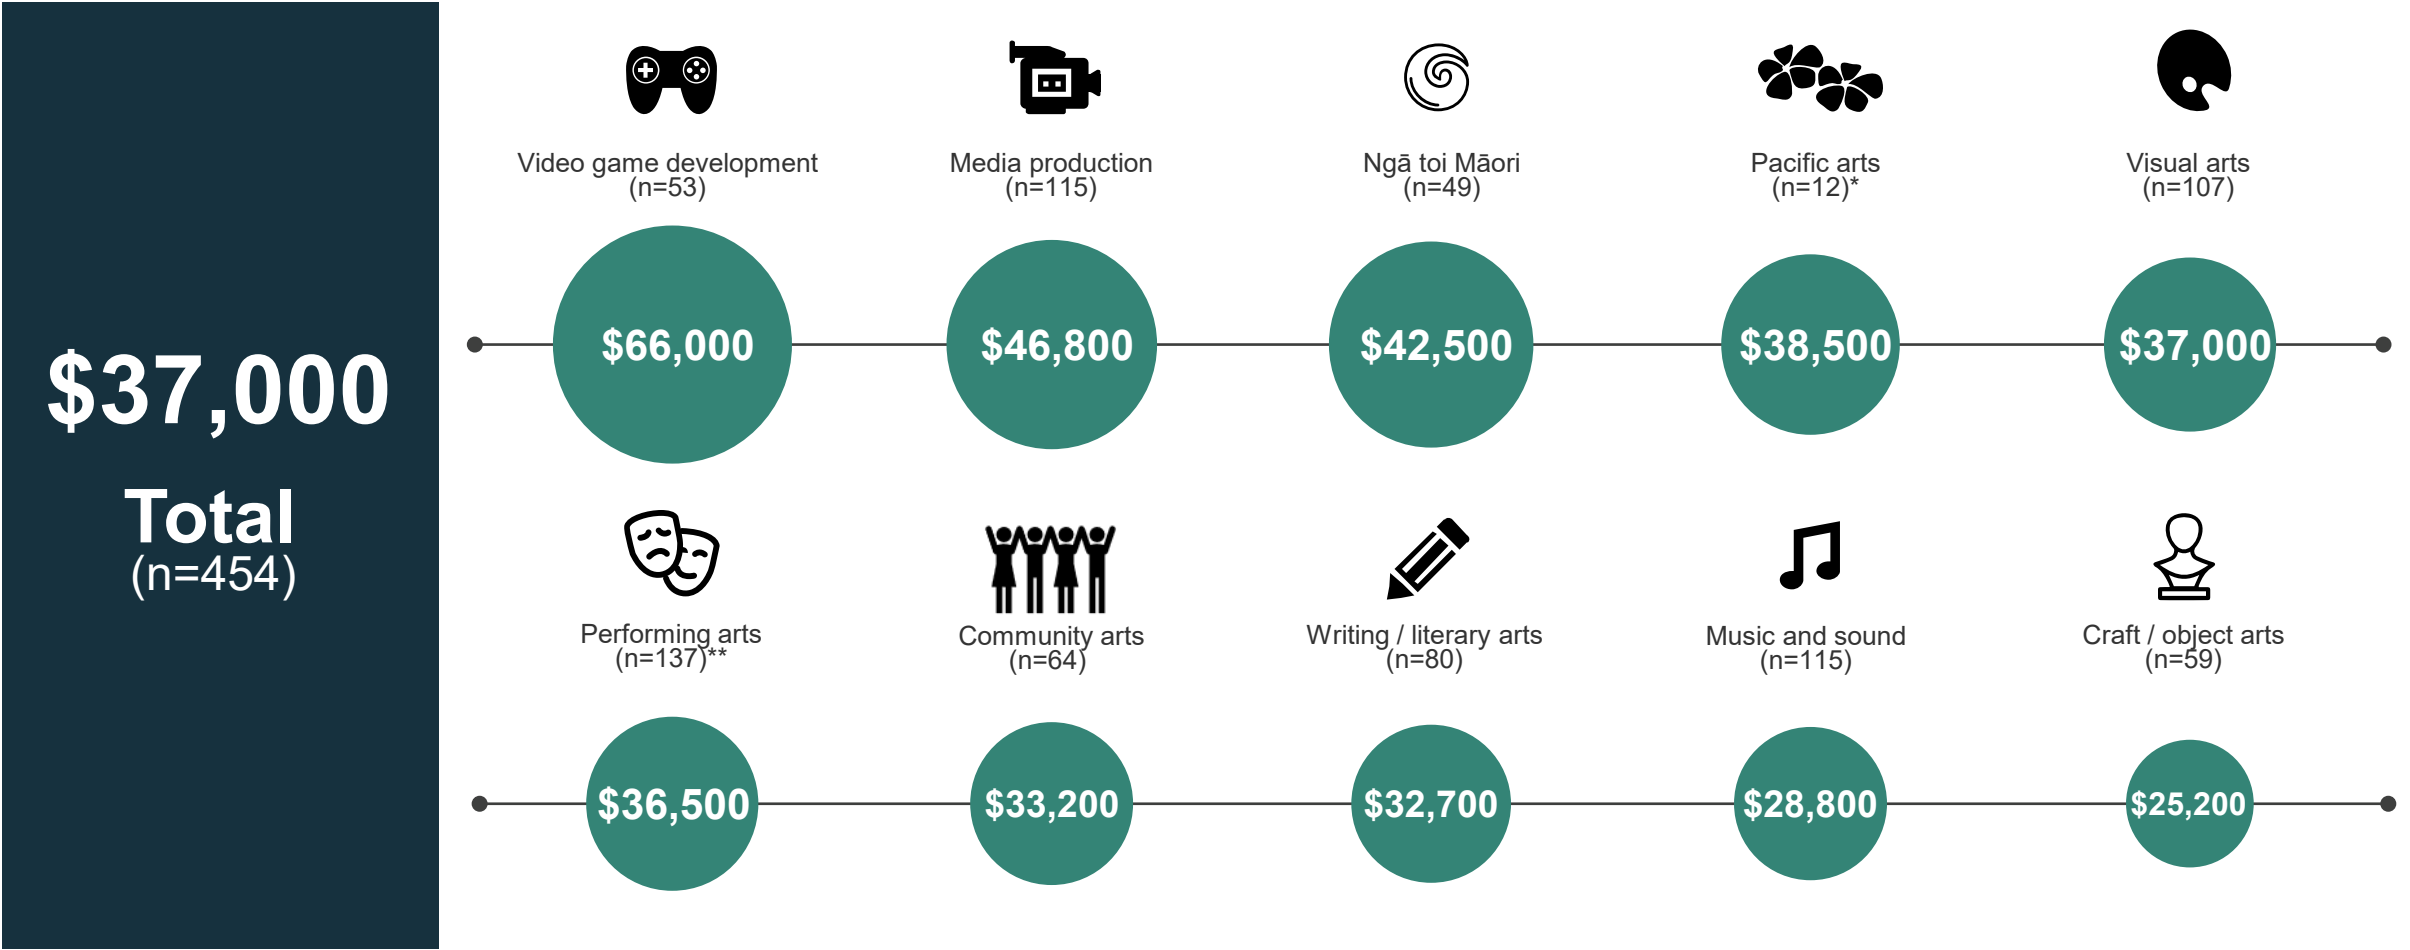 $37,000
Total
(n=454)
Video game development
(n=53)
Media production
(n=115)
Ngā toi Māori
(n=49)
Pacific arts
(n=12)*
Visual arts
(n=107)
$66,000
$46,800
$42,500
$38,500
$37,000
Performing arts
(n=137)**
Community arts
(n=64)
Writing / literary arts
(n=80)
Music and sound
(n=115)
Craft / object arts
(n=59)
$36,500
$33,200
$32,700
$28,800
$25,200